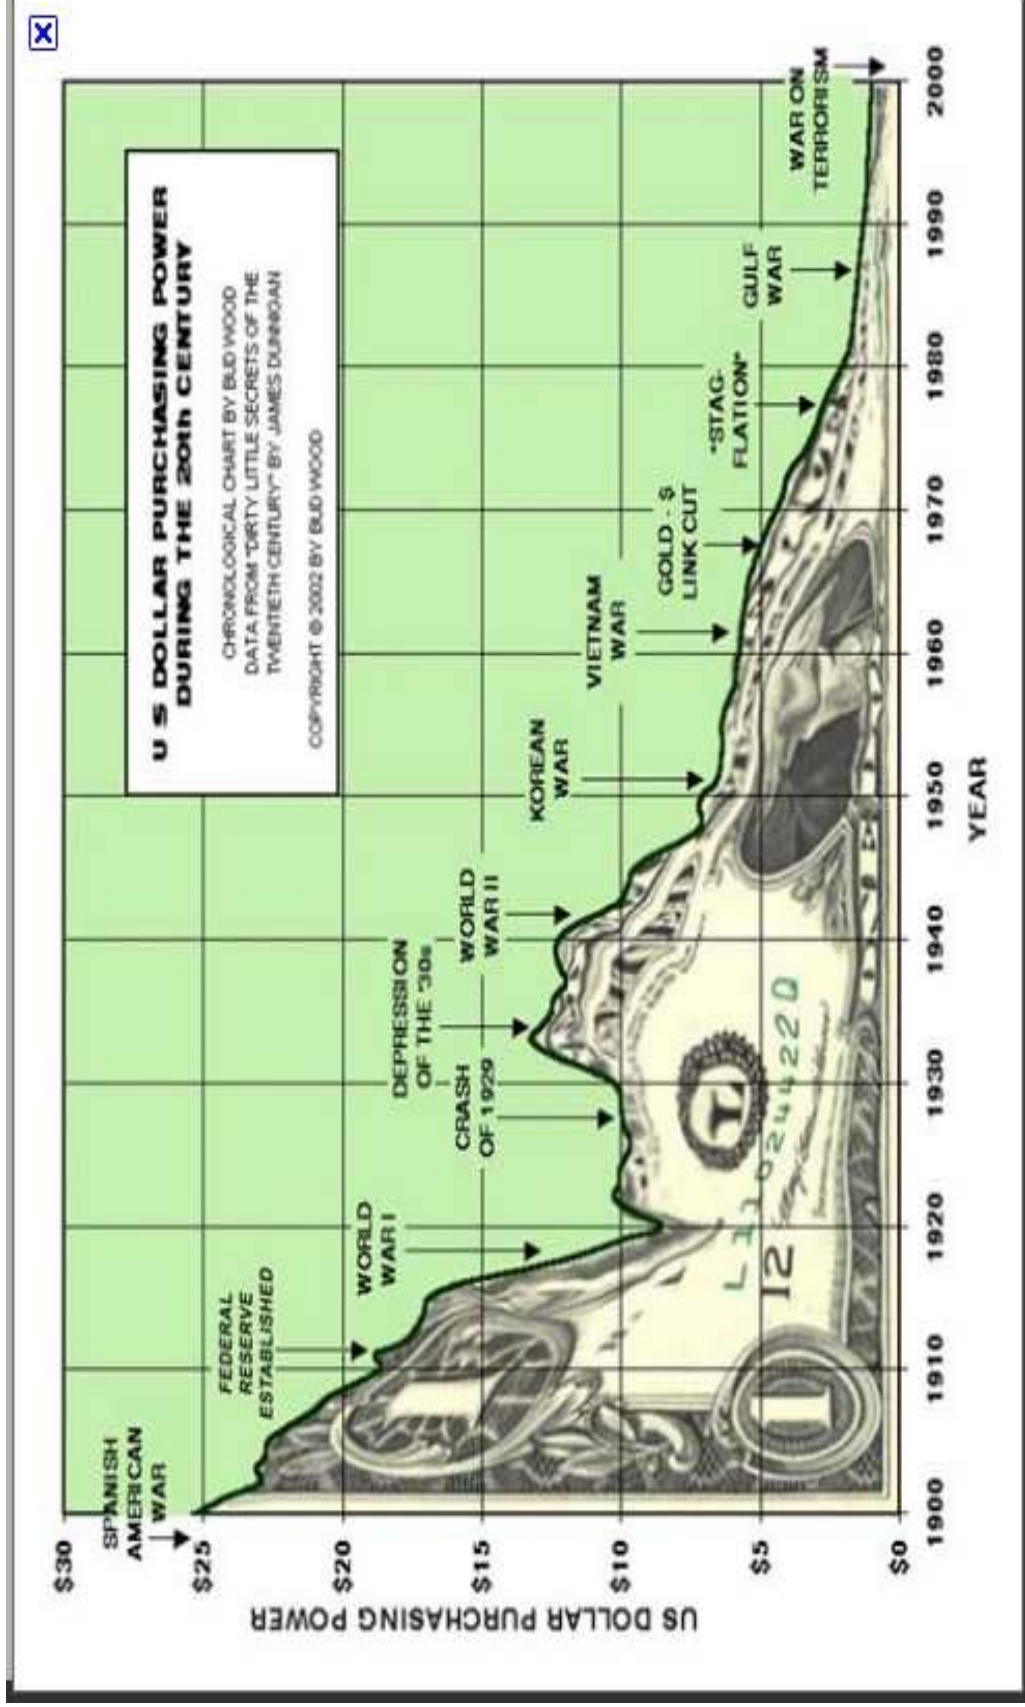 U S DOLLAR PURCHASING POWER
DURING THE 20th CENTURY
CHRONOLOGICAL CHART BY BUD WOOD
DATA FROM "DIRTY LITTLE SECRETS OF THE
TWENTIETH CENTURY" BY JAMES DUNNIGAN
COPYRIGHT © 2002 BY BUD WOOD
US DOLLAR PURCHASING POWER
$30
$25
$20
$15
$10
$5
$0
SPANISH
AMERICAN
WAR
FEDERAL
RESERVE
ESTABLISHED
WORLD
WAR I
CRASH
OF 1929
DEPRESSION
OF THE '30s
WORLD
WAR II
KOREAN
WAR
VIETNAM
WAR
GOLD - $
LINK CUT
"STAG-
FLATION"
GULF
WAR
WAR ON
TERRORISM
1
1
12
L11024422Q
L
1900
1910
1920
1930
1940
1950
1960
1970
1980
1990
2000
YEAR